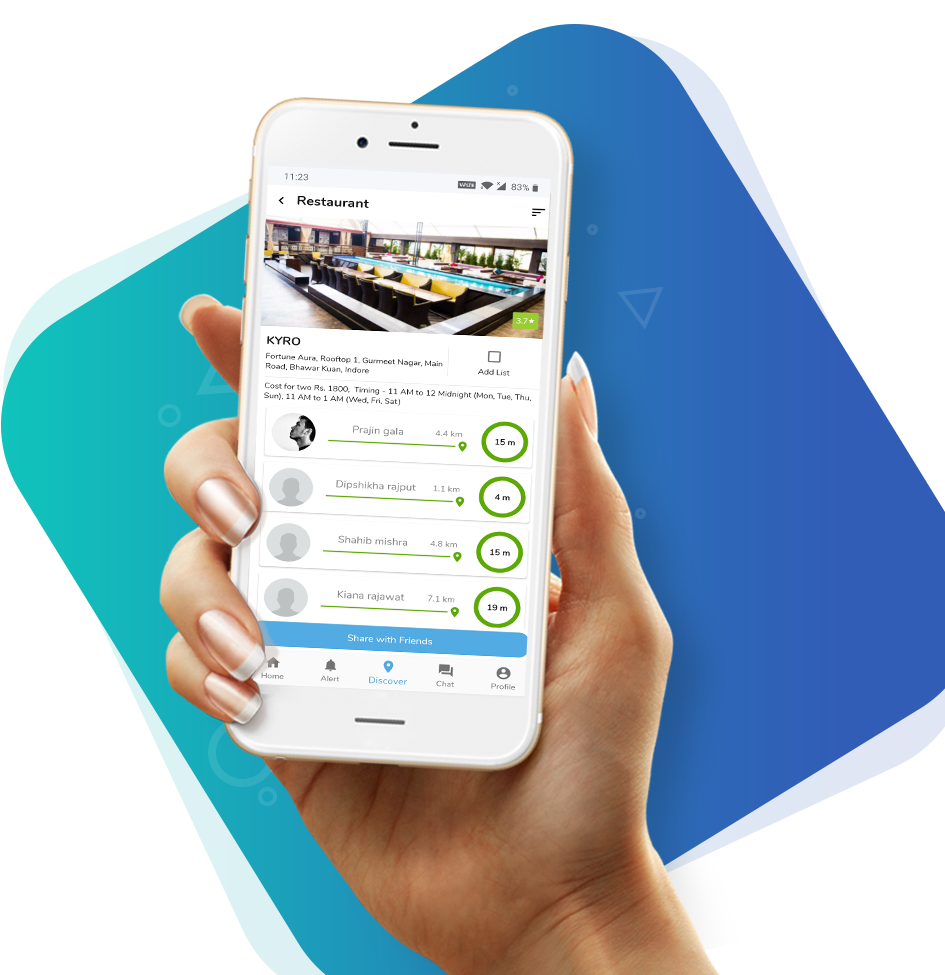 11:23
VoLTE 83%
Restaurant
3.7★
KYRO
Fortune Aura, Rooftop 1, Gurmeet Nagar, Main
Road, Bhawar Kuan, Indore
Add List
Cost for two Rs. 1800, Timing - 11 AM to 12 Midnight (Mon, Tue, Thu,
Sun), 11 AM to 1 AM (Wed, Fri, Sat)
Prajin gala 4.4 km 15 m
Dipshikha rajput 1.1 km 4 m
Shahib mishra 4.8 km 15 m
Kiana rajawat 7.1 km 19 m
Share with Friends
Home Alert Discover Chat Profile